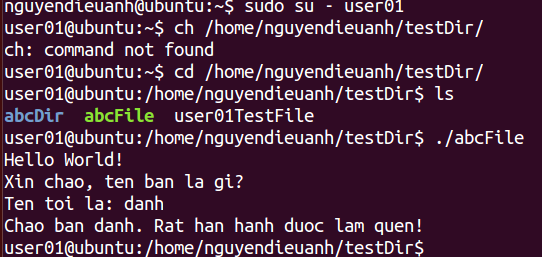 nguyendieuanh@ubuntu:~$ sudo su - user01
user01@ubuntu:~$ ch /home/nguyendieuanh/testDir/
ch: command not found
user01@ubuntu:~$ cd /home/nguyendieuanh/testDir/
user01@ubuntu:/home/nguyendieuanh/testDir$ ls
abcDir  abcFile  user01TestFile
user01@ubuntu:/home/nguyendieuanh/testDir$ ./abcFile
Hello World!
Xin chao, ten ban la gi?
Ten toi la: danh
Chao ban danh. Rat han hanh duoc lam quen!
user01@ubuntu:/home/nguyendieuanh/testDir$